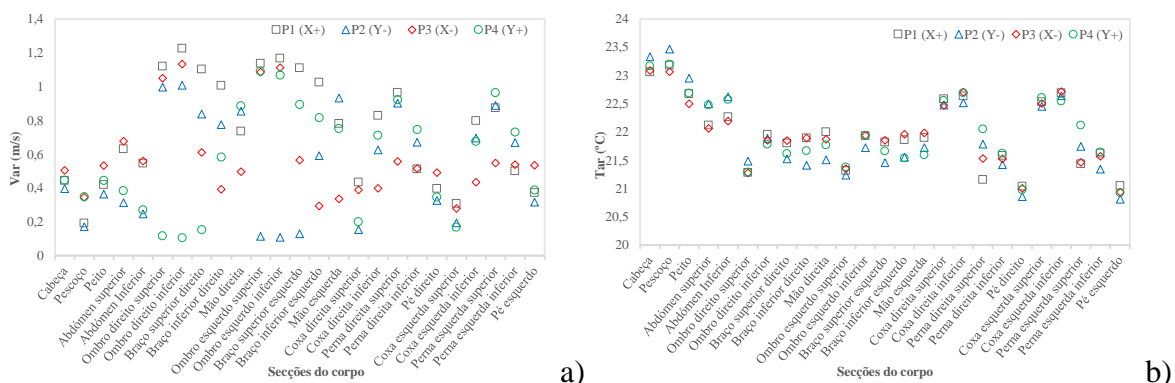 P1 (X+) P2 (Y-) P3 (X-) P4 (Y+)
1,4
1,2
1
0,8
0,6
0,4
0,2
0
Var (m/s)
Cabeça
Pescoço
Peito
Abdómen superior
Abdómen Inferior
Ombro direito superior
Ombro direito inferior
Braço superior direito
Braço inferior direito
Mão direita
Ombro esquerdo superior
Ombro esquerdo inferior
Braço superior esquedo
Braço inferior esquedo
Mão esquerda
Coxa direita superior
Coxa direita inferior
Perna direita superior
Perna direita inferior
Pé direito
Coxa esquerda superior
Coxa esquerda inferior
Perna esquerda superior
Perna esquerda inferior
Pé esquerdo
Secções do corpo
a)
P1 (X+) P2 (Y-) P3 (X-) P4 (Y+)
24
23,5
23
22,5
22
21,5
21
20,5
20
Tar (ºC)
Cabeça
Pescoço
Peito
Abdómen superior
Abdómen Inferior
Ombro direito superior
Ombro direito inferior
Braço superior direito
Braço inferior direito
Mão direita
Ombro esquerdo superior
Ombro esquerdo inferior
Braço superior esquedo
Braço inferior esquedo
Mão esquerda
Coxa direita superior
Coxa direita inferior
Perna direita superior
Perna direita inferior
Pé direito
Coxa esquerda superior
Coxa esquerda inferior
Perna esquerda superior
Perna esquerda inferior
Pé esquerdo
Secções do corpo
b)